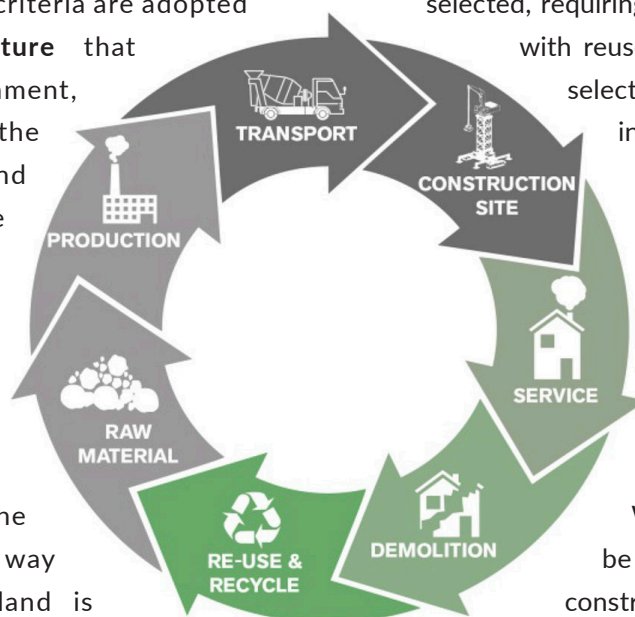 criteria are adopted
ture that
nment,
the
nd
selected, requiring
with reus
select
in
TRANSPORT
CONSTRUCTION
SITE
PRODUCTION
SERVICE
RAW
MATERIAL
DEMOLITION
RE-USE &
RECYCLE
he
way
land is
be
constr